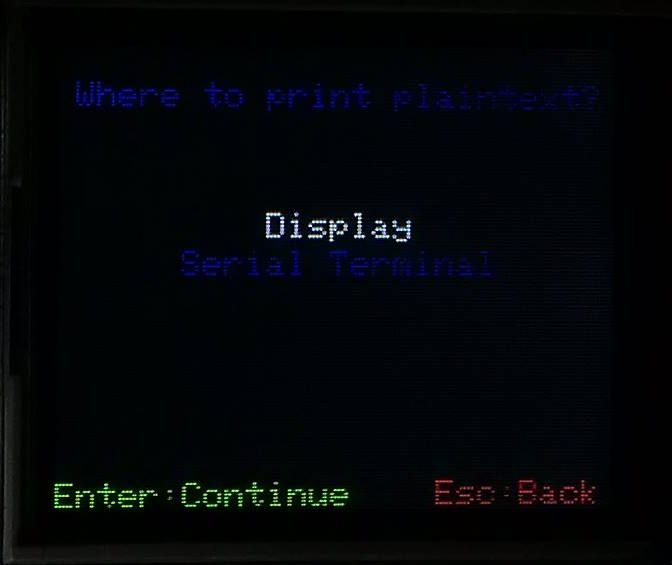 Where to print plaintext?
Display
Serial Terminal
Enter:Continue Esc:Back